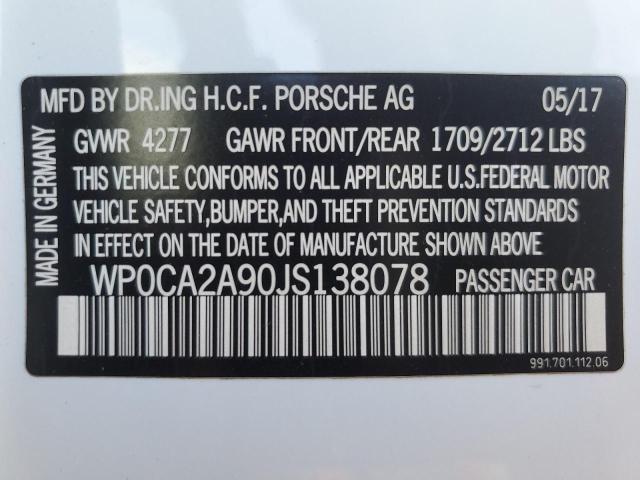 MFD BY DR.ING H.C.F. PORSCHE AG 05/17
GVWR 4277 GAWR FRONT/REAR 1709/2712 LBS
THIS VEHICLE CONFORMS TO ALL APPLICABLE U.S.FEDERAL MOTOR
VEHICLE SAFETY,BUMPER,AND THEFT PREVENTION STANDARDS
IN EFFECT ON THE DATE OF MANUFACTURE SHOWN ABOVE
WP0CA2A90JS138078 PASSENGER CAR
991.701.112.06
MADE IN GERMANY